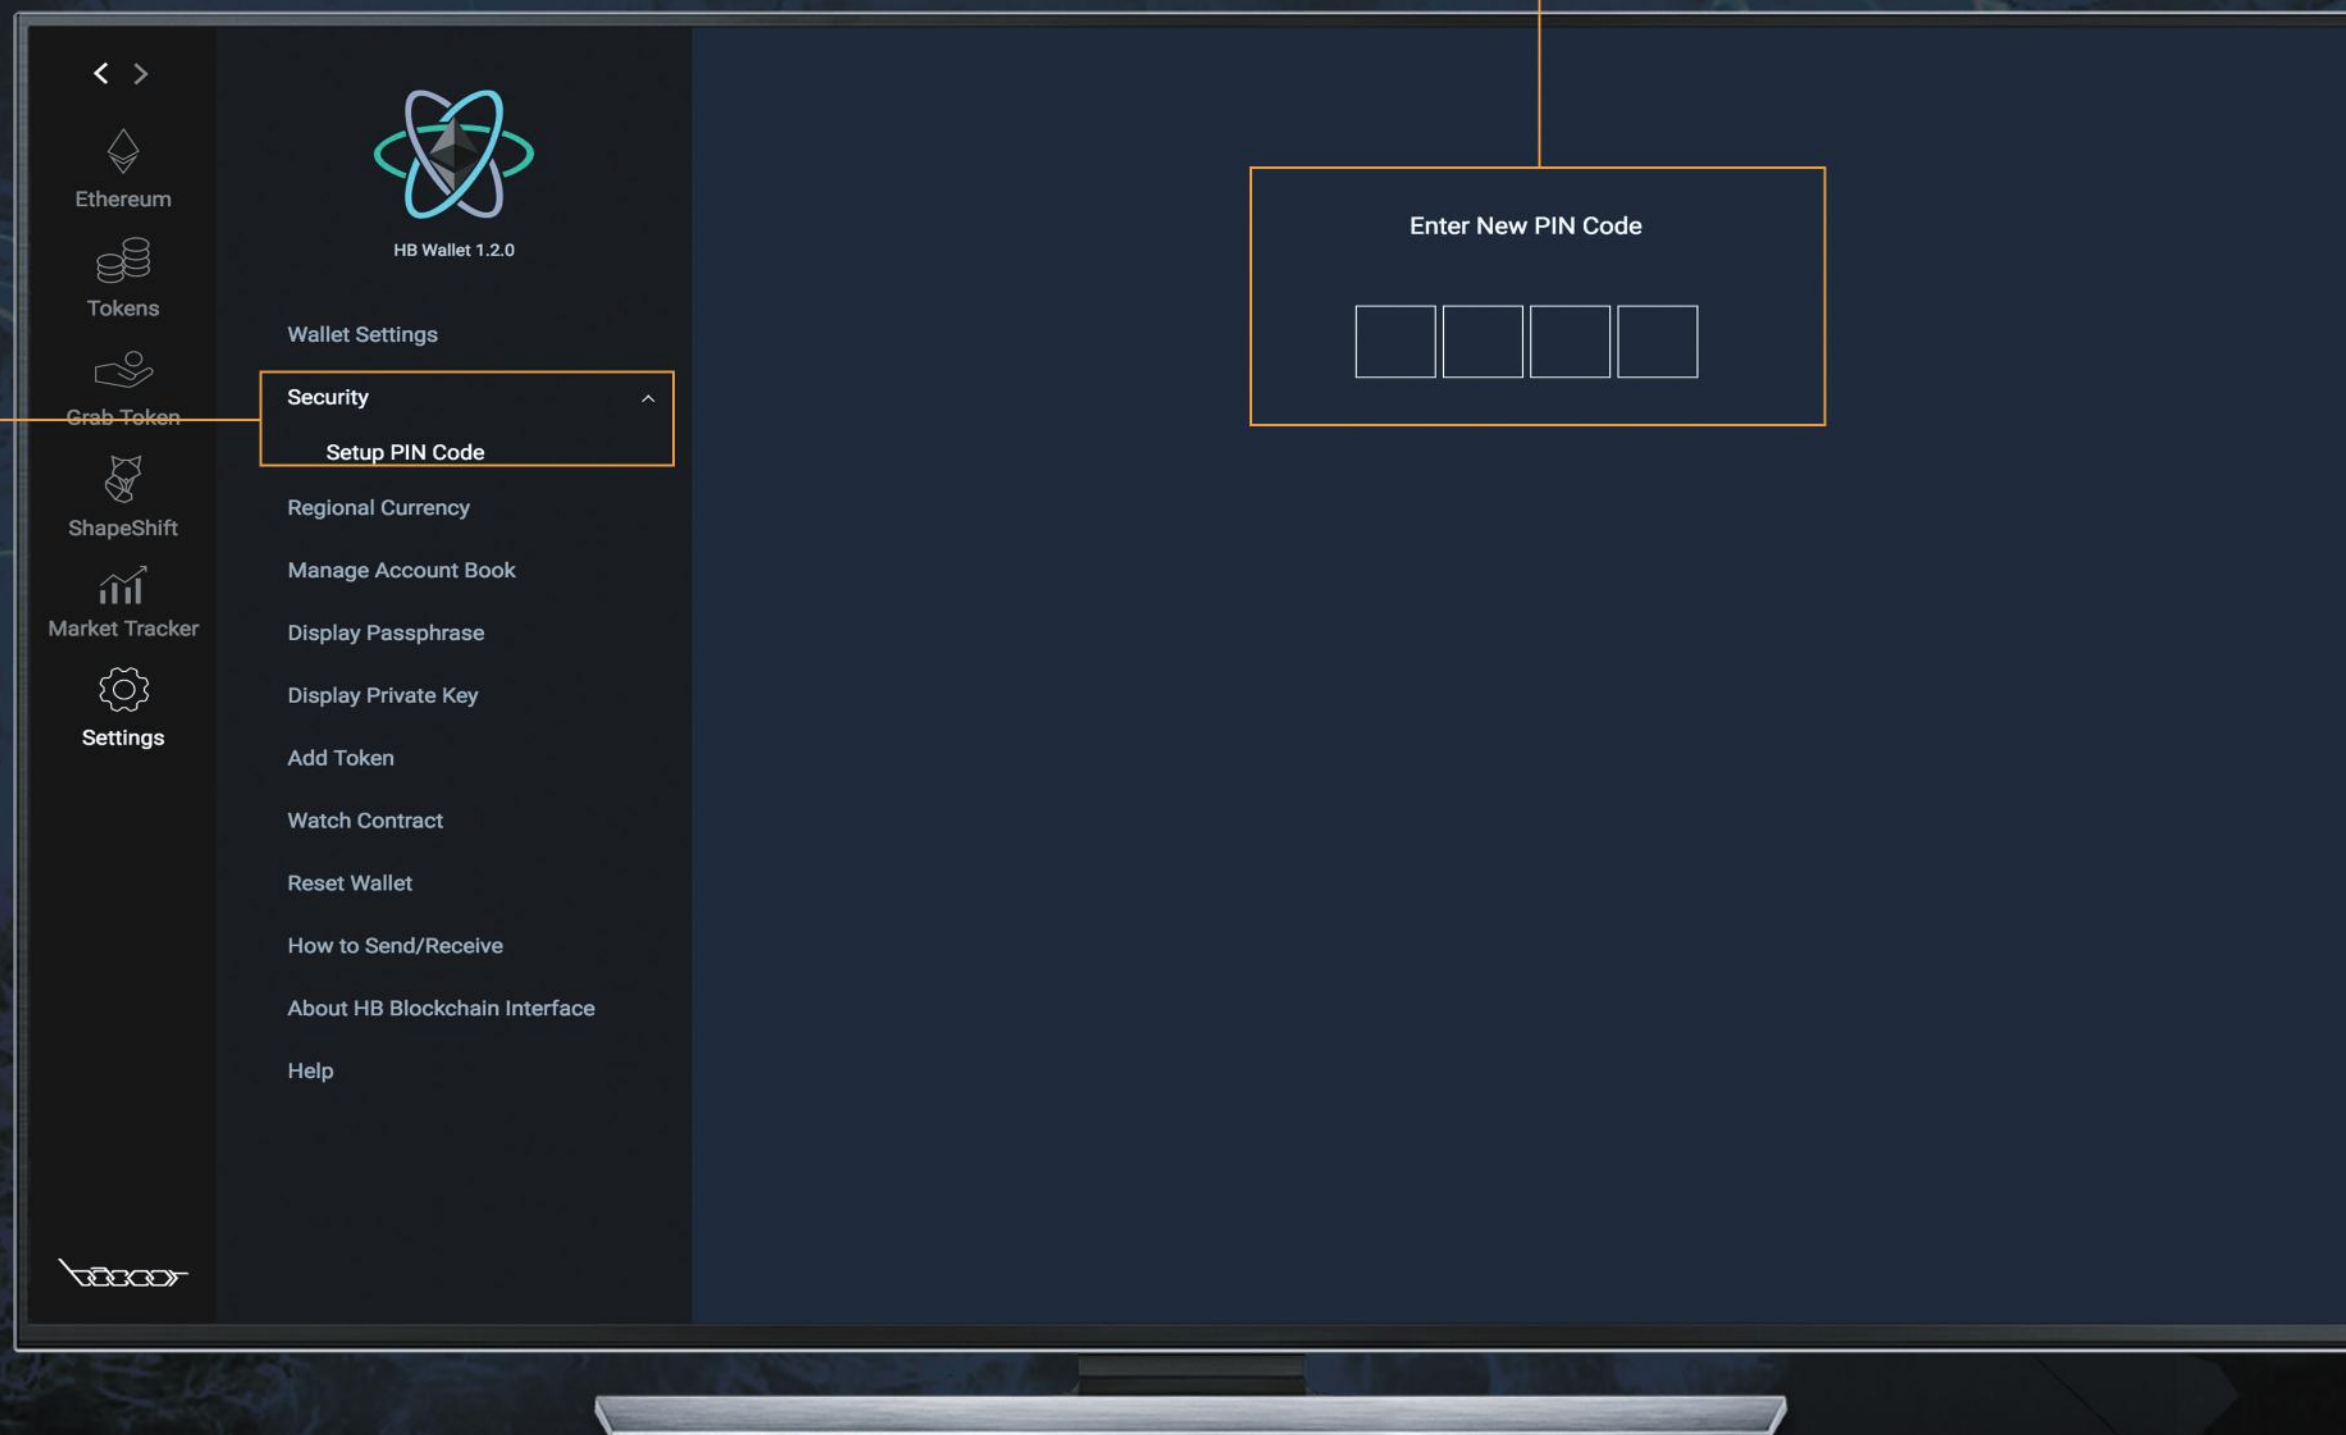 Ethereum
Tokens
Grab Token
ShapeShift
Market Tracker
Settings
HB Wallet 1.2.0
Wallet Settings
Security
Setup PIN Code
Regional Currency
Manage Account Book
Display Passphrase
Display Private Key
Add Token
Watch Contract
Reset Wallet
How to Send/Receive
About HB Blockchain Interface
Help
Enter New PIN Code